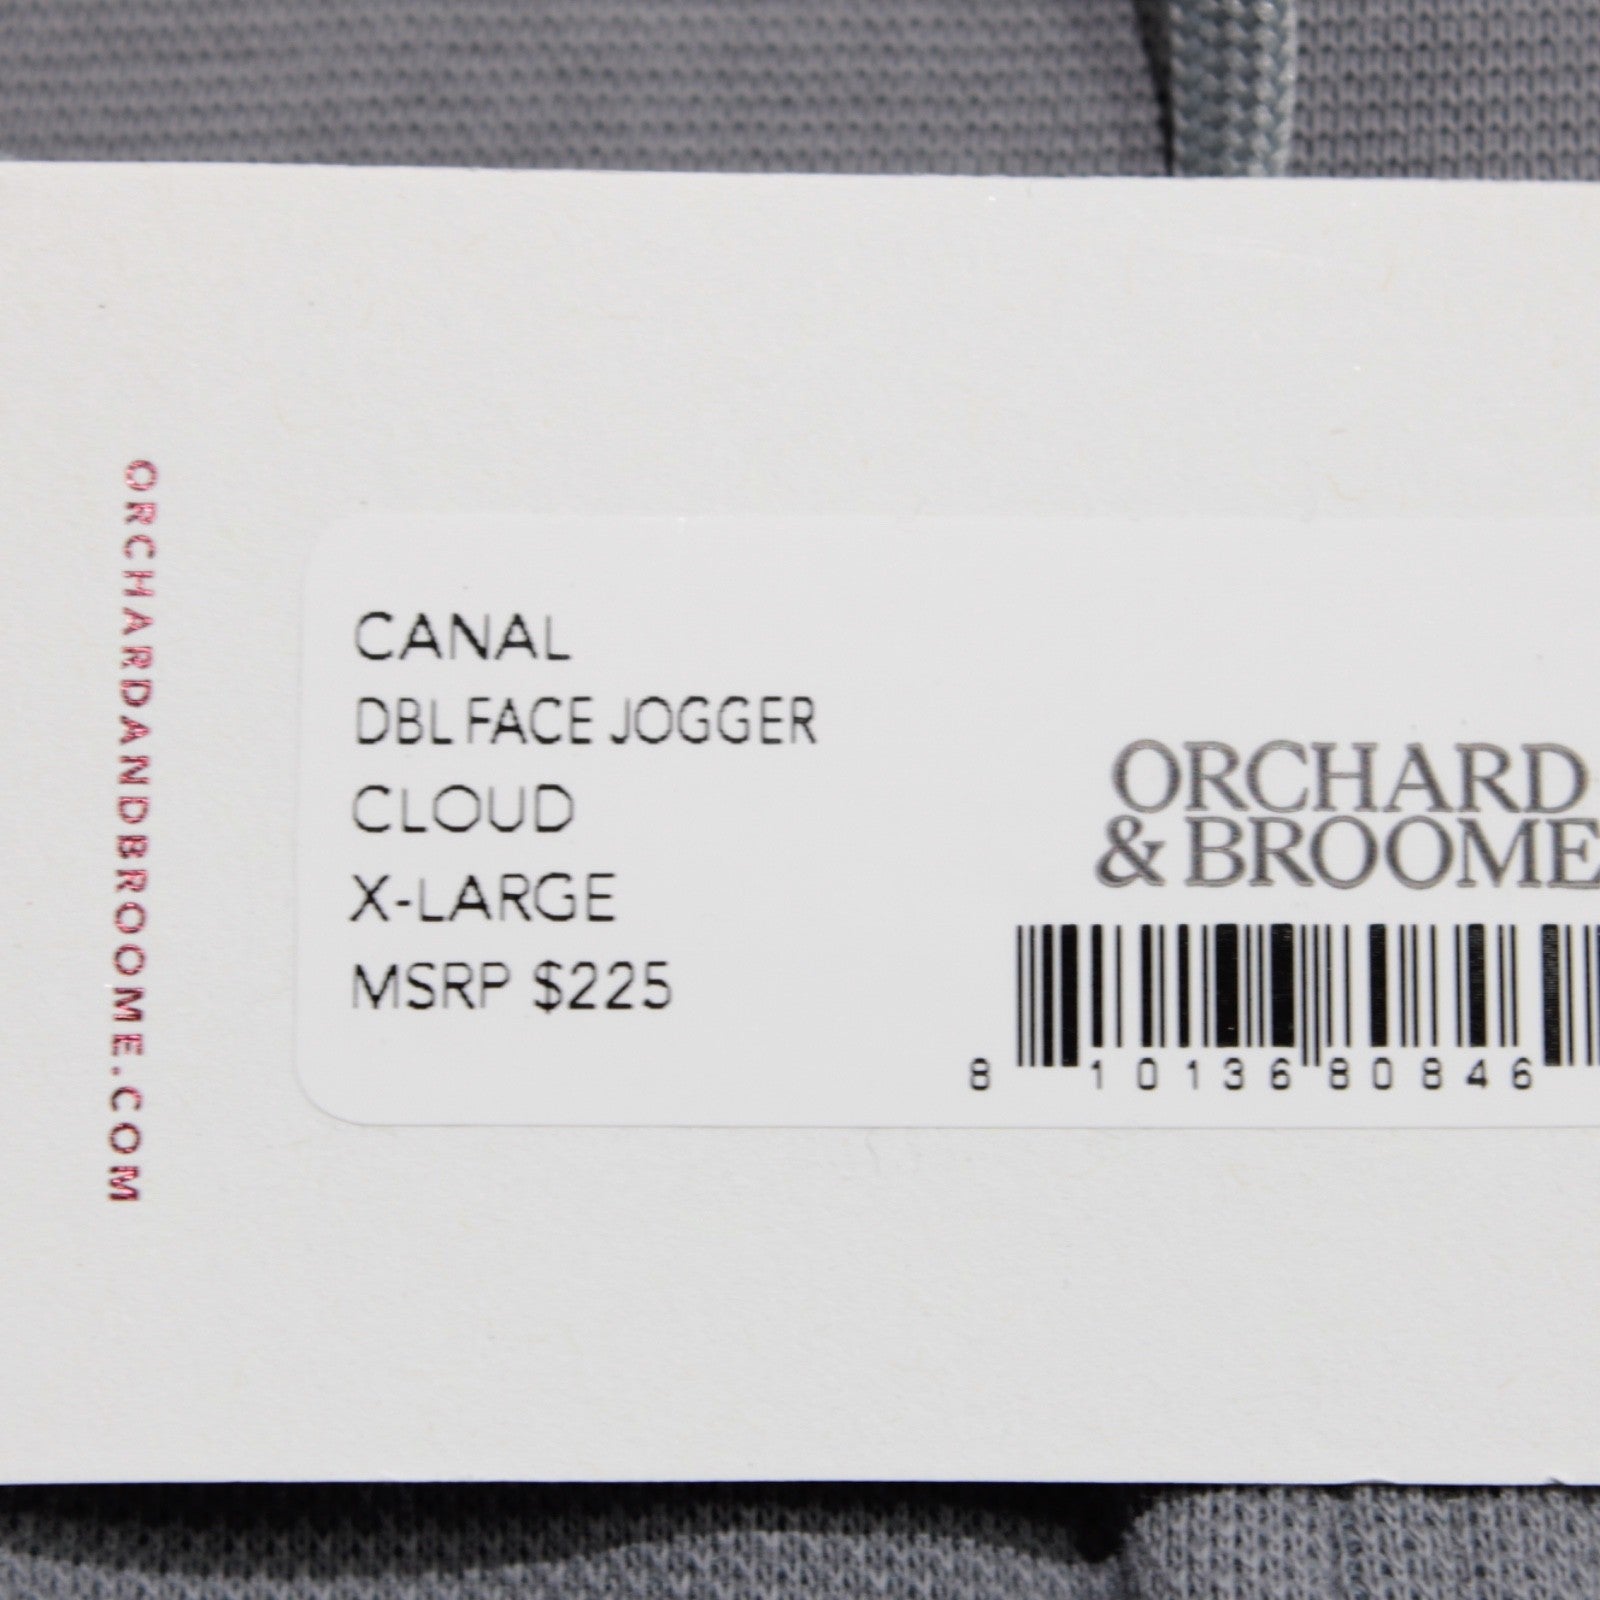 ORCHARDANDBROOME.COM
CANAL
DBL FACE JOGGER
CLOUD
X-LARGE
MSRP $225
ORCHARD
& BROOME
8 10136 80846